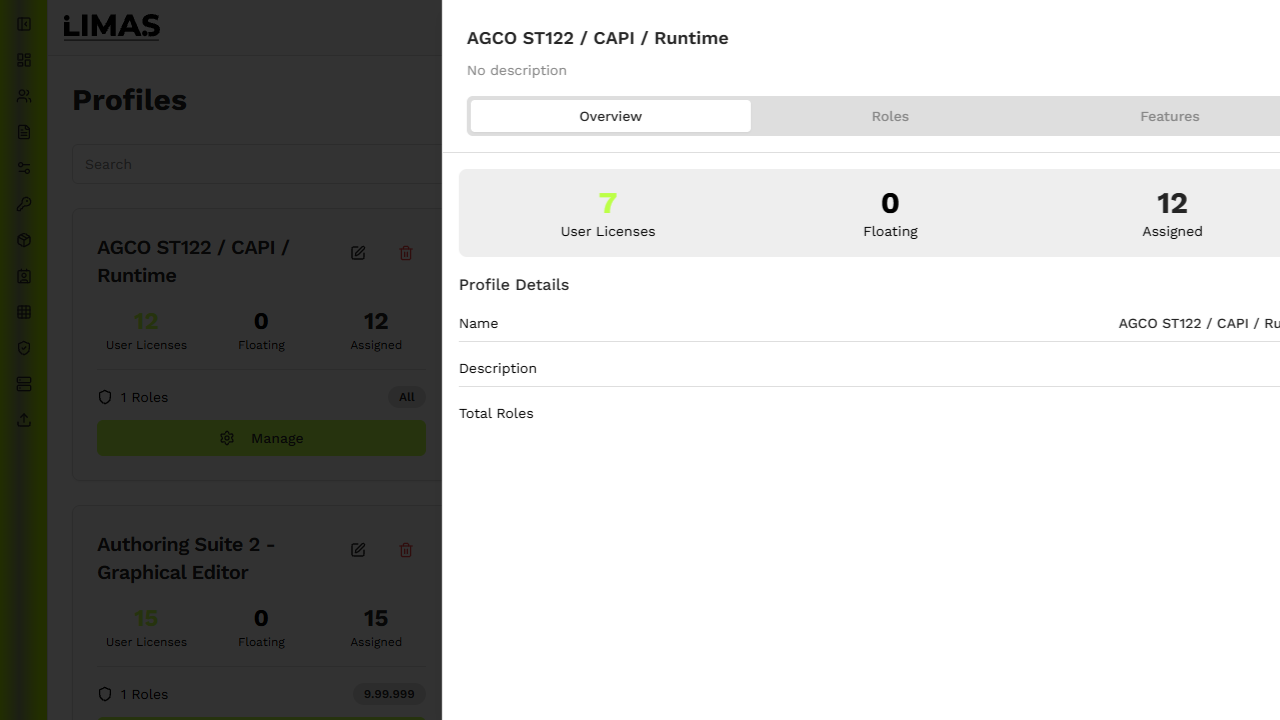 LIMAS
Profiles
Search
AGCO ST122 / CAPI /
Runtime
12
User Licenses
0
Floating
12
Assigned
1 Roles
All
Manage
Authoring Suite 2 -
Graphical Editor
15
User Licenses
0
Floating
15
Assigned
1 Roles
9.99.999
AGCO ST122 / CAPI / Runtime
No description
Overview
Roles
Features
7
User Licenses
0
Floating
12
Assigned
Profile Details
Name
AGCO ST122 / CAPI / Ru
Description
Total Roles